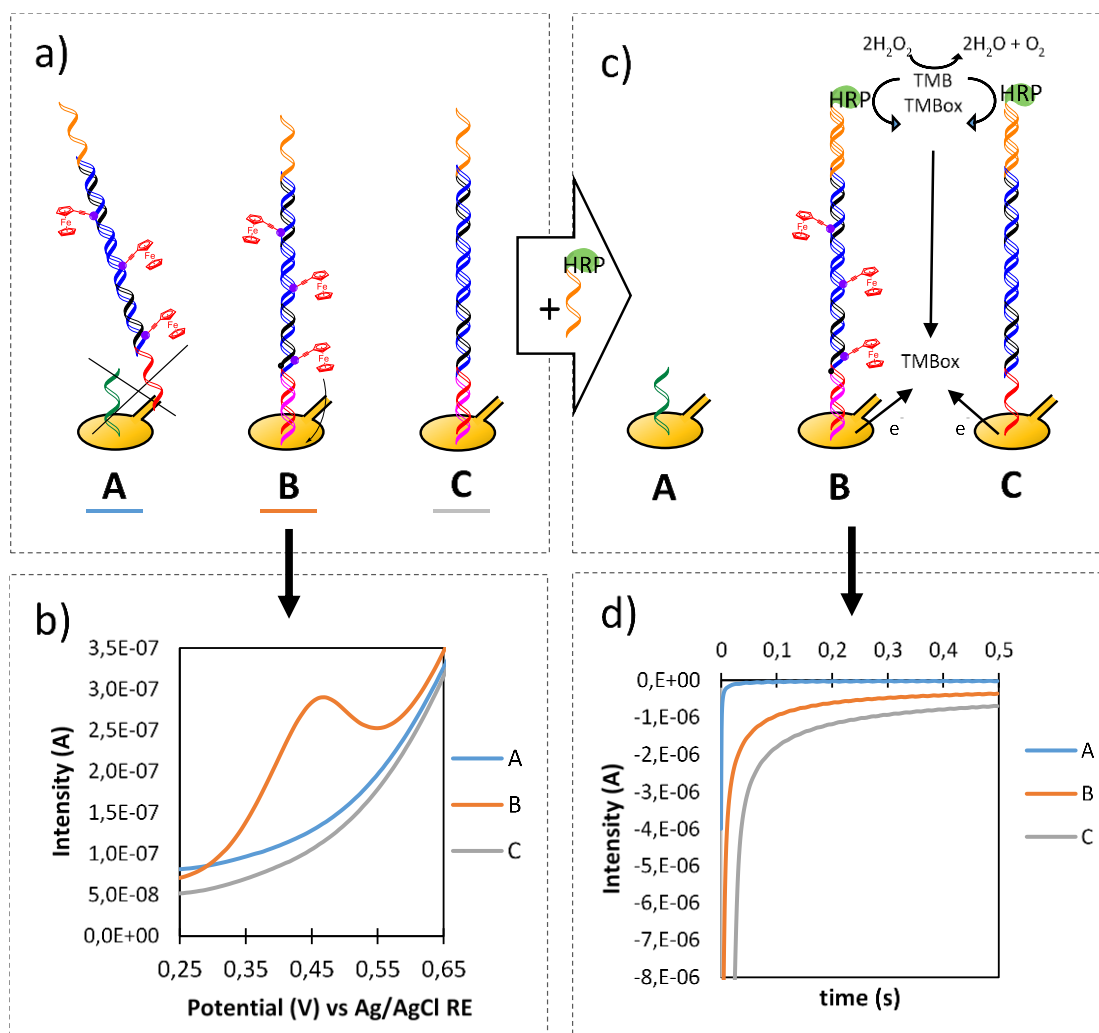 a)
Fe
Fe
Fe
A
Fe
Fe
Fe
B
C
HRP
+
c)
2H₂O₂ 2H₂O + O₂
TMB
TMBox
HRP
HRP
Fe
Fe
Fe
TMBox
e⁻ e⁻
A B C
b)
3,5E-07
3,0E-07
2,5E-07
2,0E-07
1,5E-07
1,0E-07
5,0E-08
0,0E+00
Intensity (A)
0,25 0,35 0,45 0,55 0,65
Potential (V) vs Ag/AgCl RE
A
B
C
d)
0 0,1 0,2 0,3 0,4 0,5
0,E+00
-1,E-06
-2,E-06
-3,E-06
-4,E-06
-5,E-06
-6,E-06
-7,E-06
-8,E-06
Intensity (A)
time (s)
A
B
C